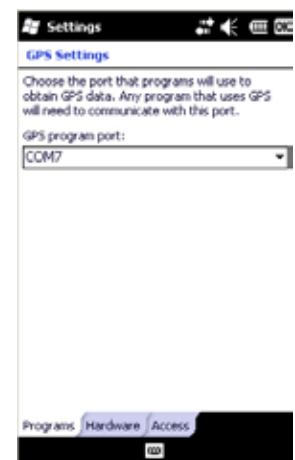 Settings
GPS Settings
Choose the port that programs will use to
obtain GPS data. Any program that uses GPS
will need to communicate with this port.
GPS program port:
COM7
Programs Hardware Access